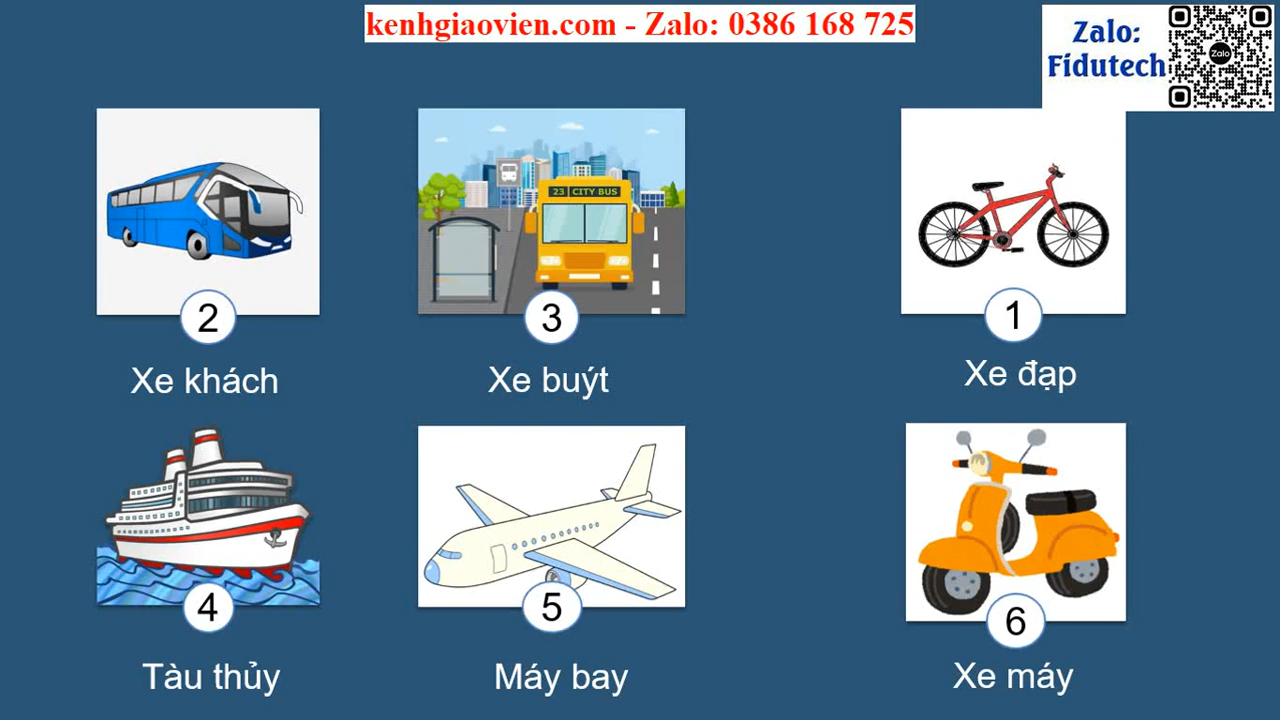 kenhgiaovien.com - Zalo: 0386 168 725
Zalo:
Fidutech
Zalo
23 CITY BUS
2
3
1
Xe khách
Xe buýt
Xe đạp
4
5
6
Tàu thủy
Máy bay
Xe máy